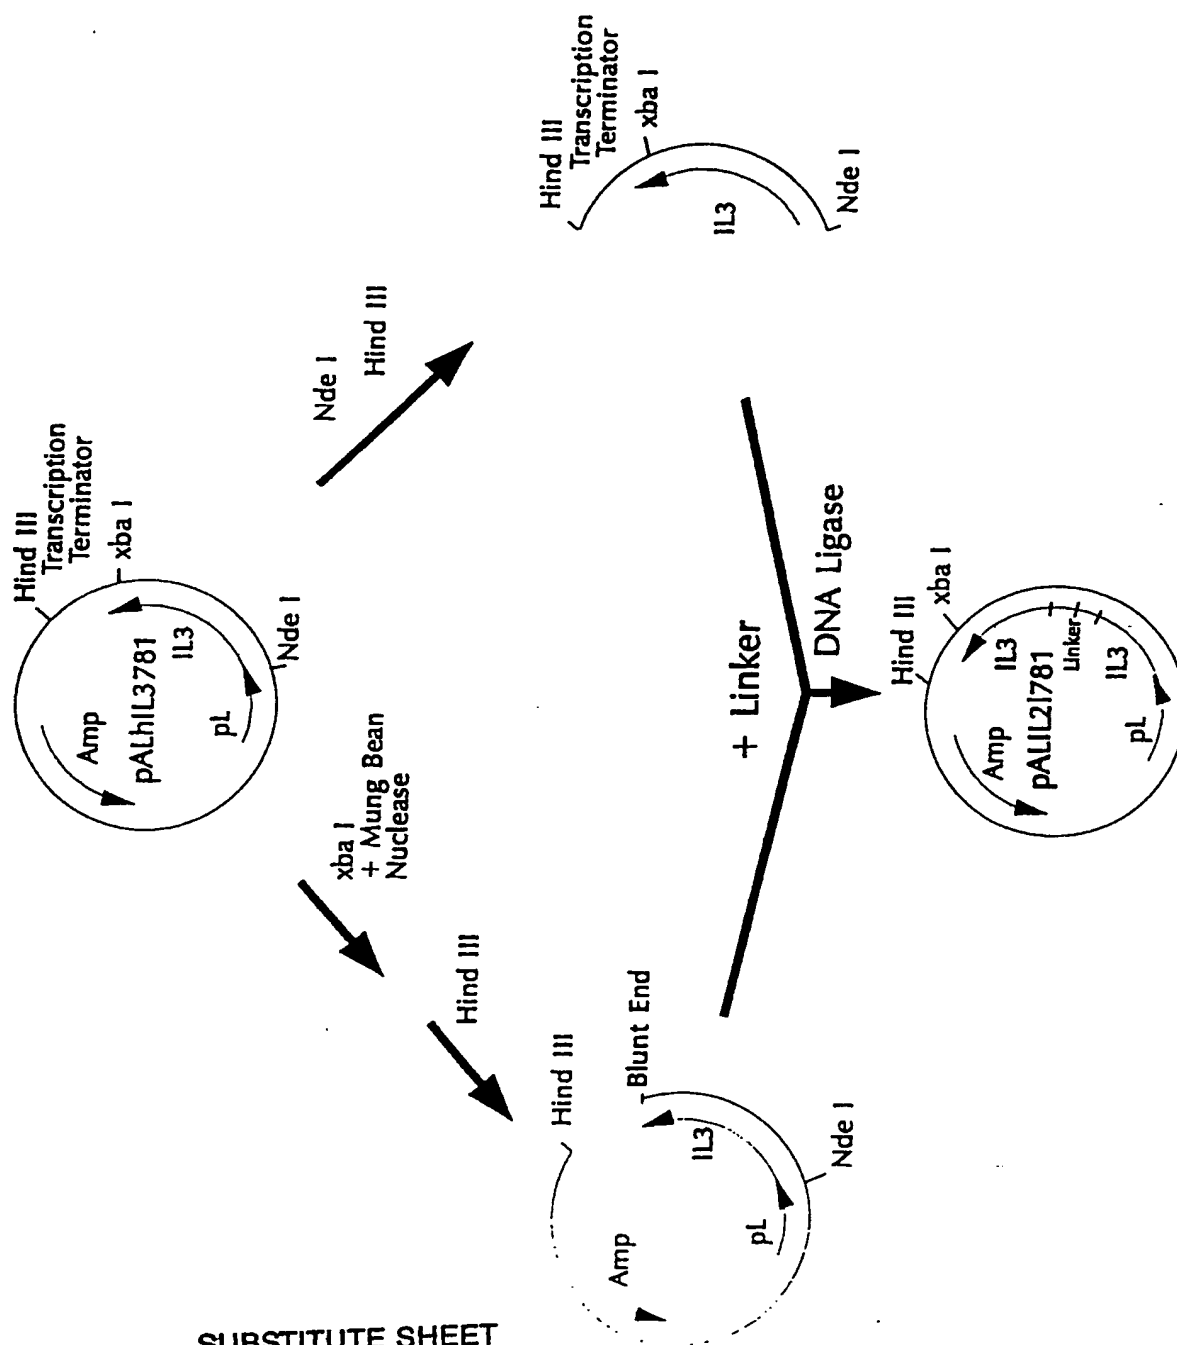 Hind III
Transcription
Terminator
xba I
Amp
pALhIL3781
IL3
pL
Nde I
xba I
+ Mung Bean
Nuclease
Hind III
Nde I
Hind III
Hind III
Blunt End
Amp
IL3
pL
Nde I
Hind III
Transcription
Terminator
xba I
IL3
Nde I
+ Linker
DNA Ligase
Hind III
xba I
Amp
IL3
pALIL2I781
Linker
IL3
pL
SUBSTITUTE SHEET